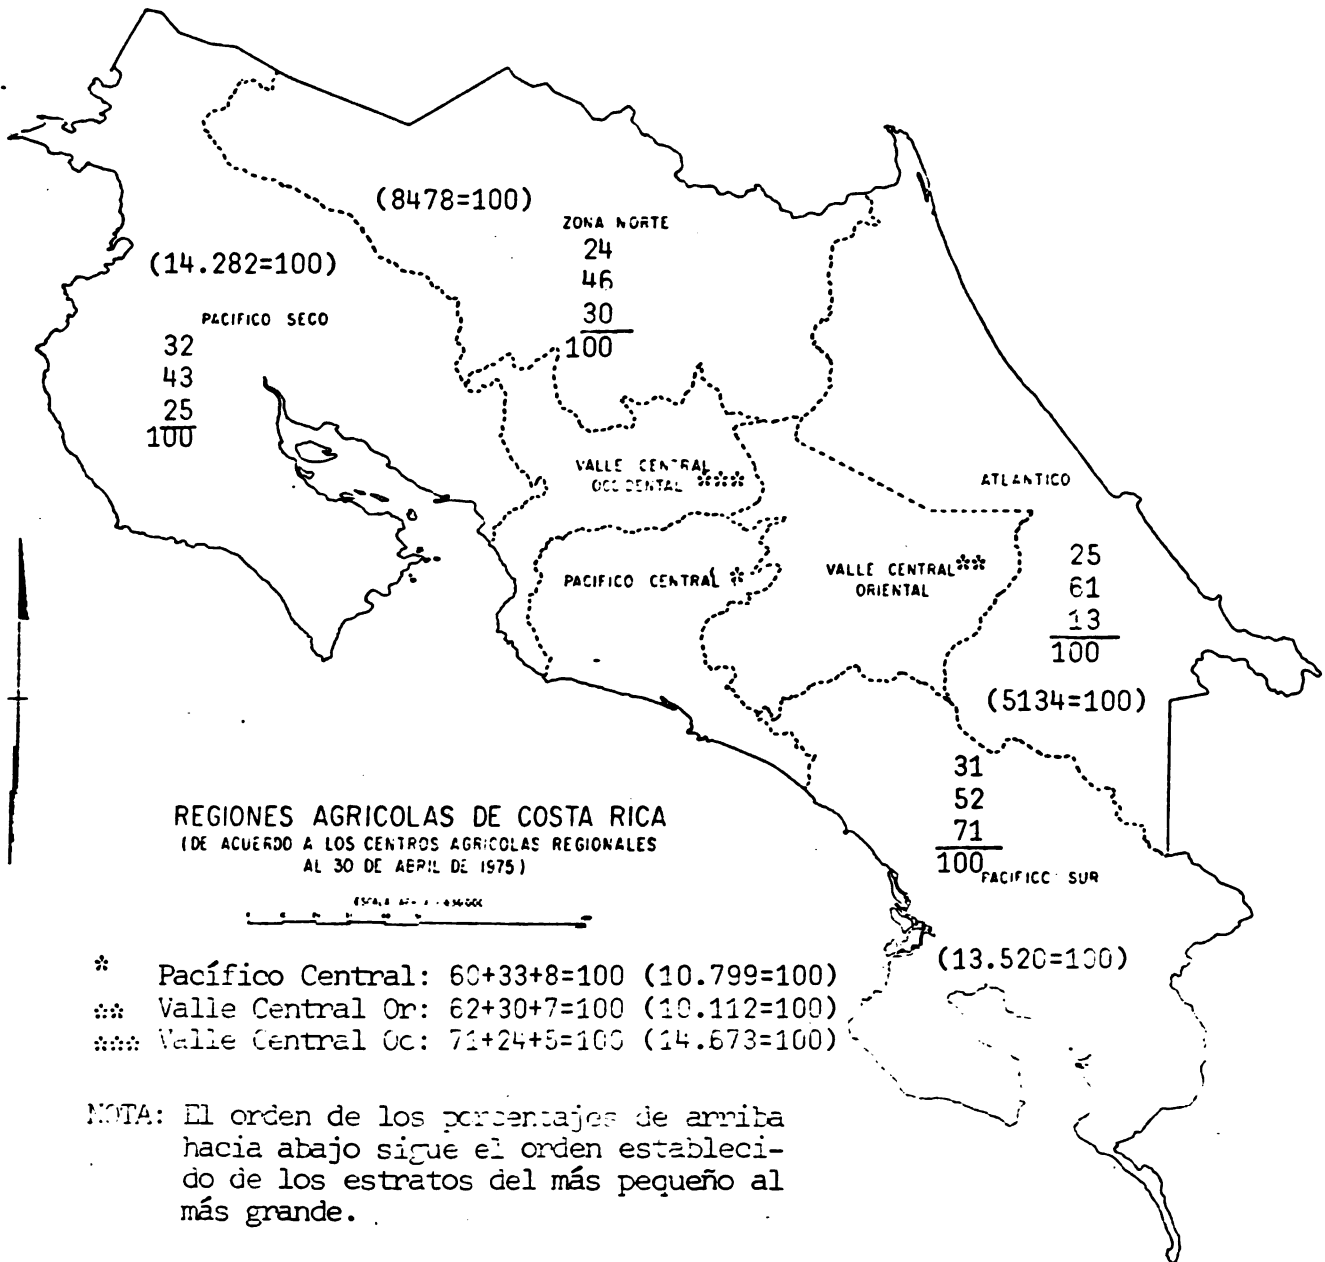 (8478=100)
ZONA NORTE
24
46
30
100
(14.282=100)
PACIFICO SECO
32
43
25
100
VALLE CENTRAL
OCCIDENTAL ***
ATLANTICO
PACIFICO CENTRAL *
VALLE CENTRAL **
ORIENTAL
25
61
13
100
(5134=100)
31
52
71
100
PACIFICO SUR
(13.520=100)
REGIONES AGRICOLAS DE COSTA RICA
(DE ACUERDO A LOS CENTROS AGRICOLAS REGIONALES
AL 30 DE ABRIL DE 1975)
* Pacífico Central: 60+33+8=100 (10.799=100)
** Valle Central Or: 62+30+7=100 (10.112=100)
*** Valle Central Oc: 71+24+5=100 (14.673=100)
NOTA: El orden de los porcentajes de arriba
hacia abajo sigue el orden estableci-
do de los estratos del más pequeño al
más grande.